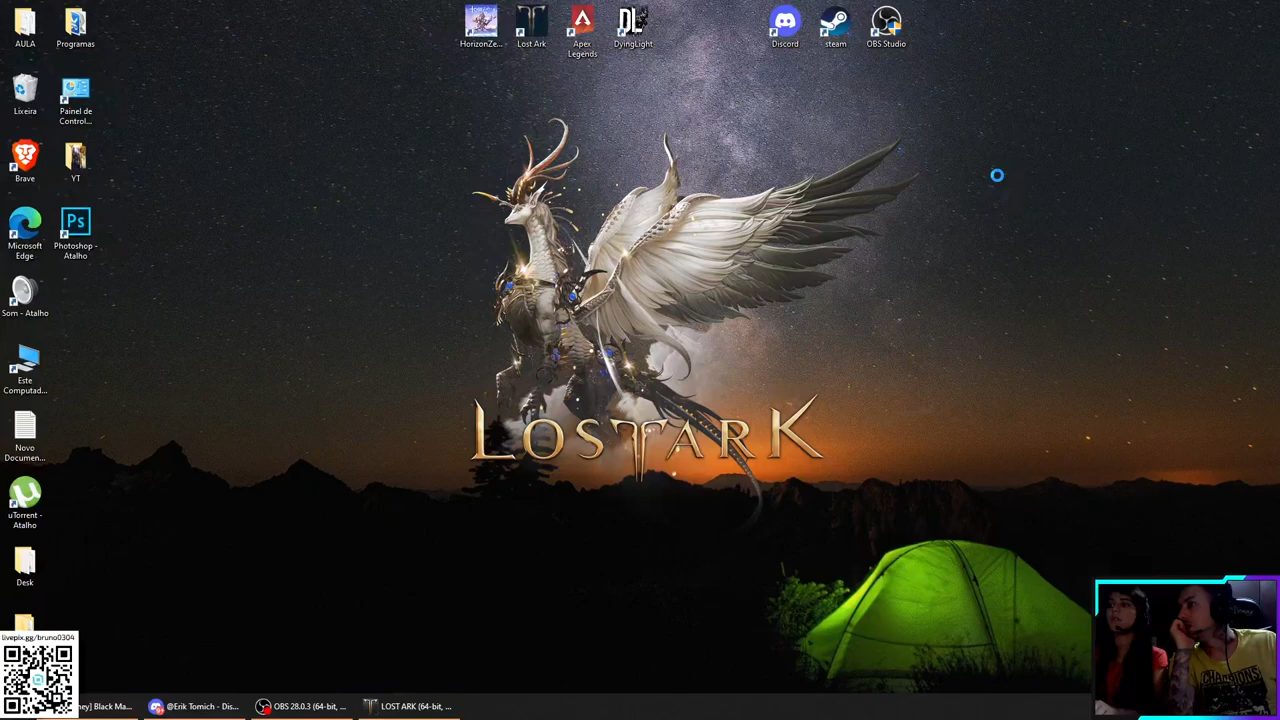 AULA
Programas
HorizonZe...
Lost Ark
Apex
Legends
DyingLight
Discord
steam
OBS Studio
Lixeira
Painel de
Control...
Brave
YT
Microsoft
Edge
Ps
Photoshop -
Atalho
Som - Atalho
Este
Computad...
LOST ARK
Novo
Documen...
uTorrent -
Atalho
Desk
livepix.gg/bruno0304
ney] Black Ma...
@Erik Tomich - Dis...
OBS 28.0.3 (64-bit, ...
LOST ARK (64-bit, ...
CHAMPIONS